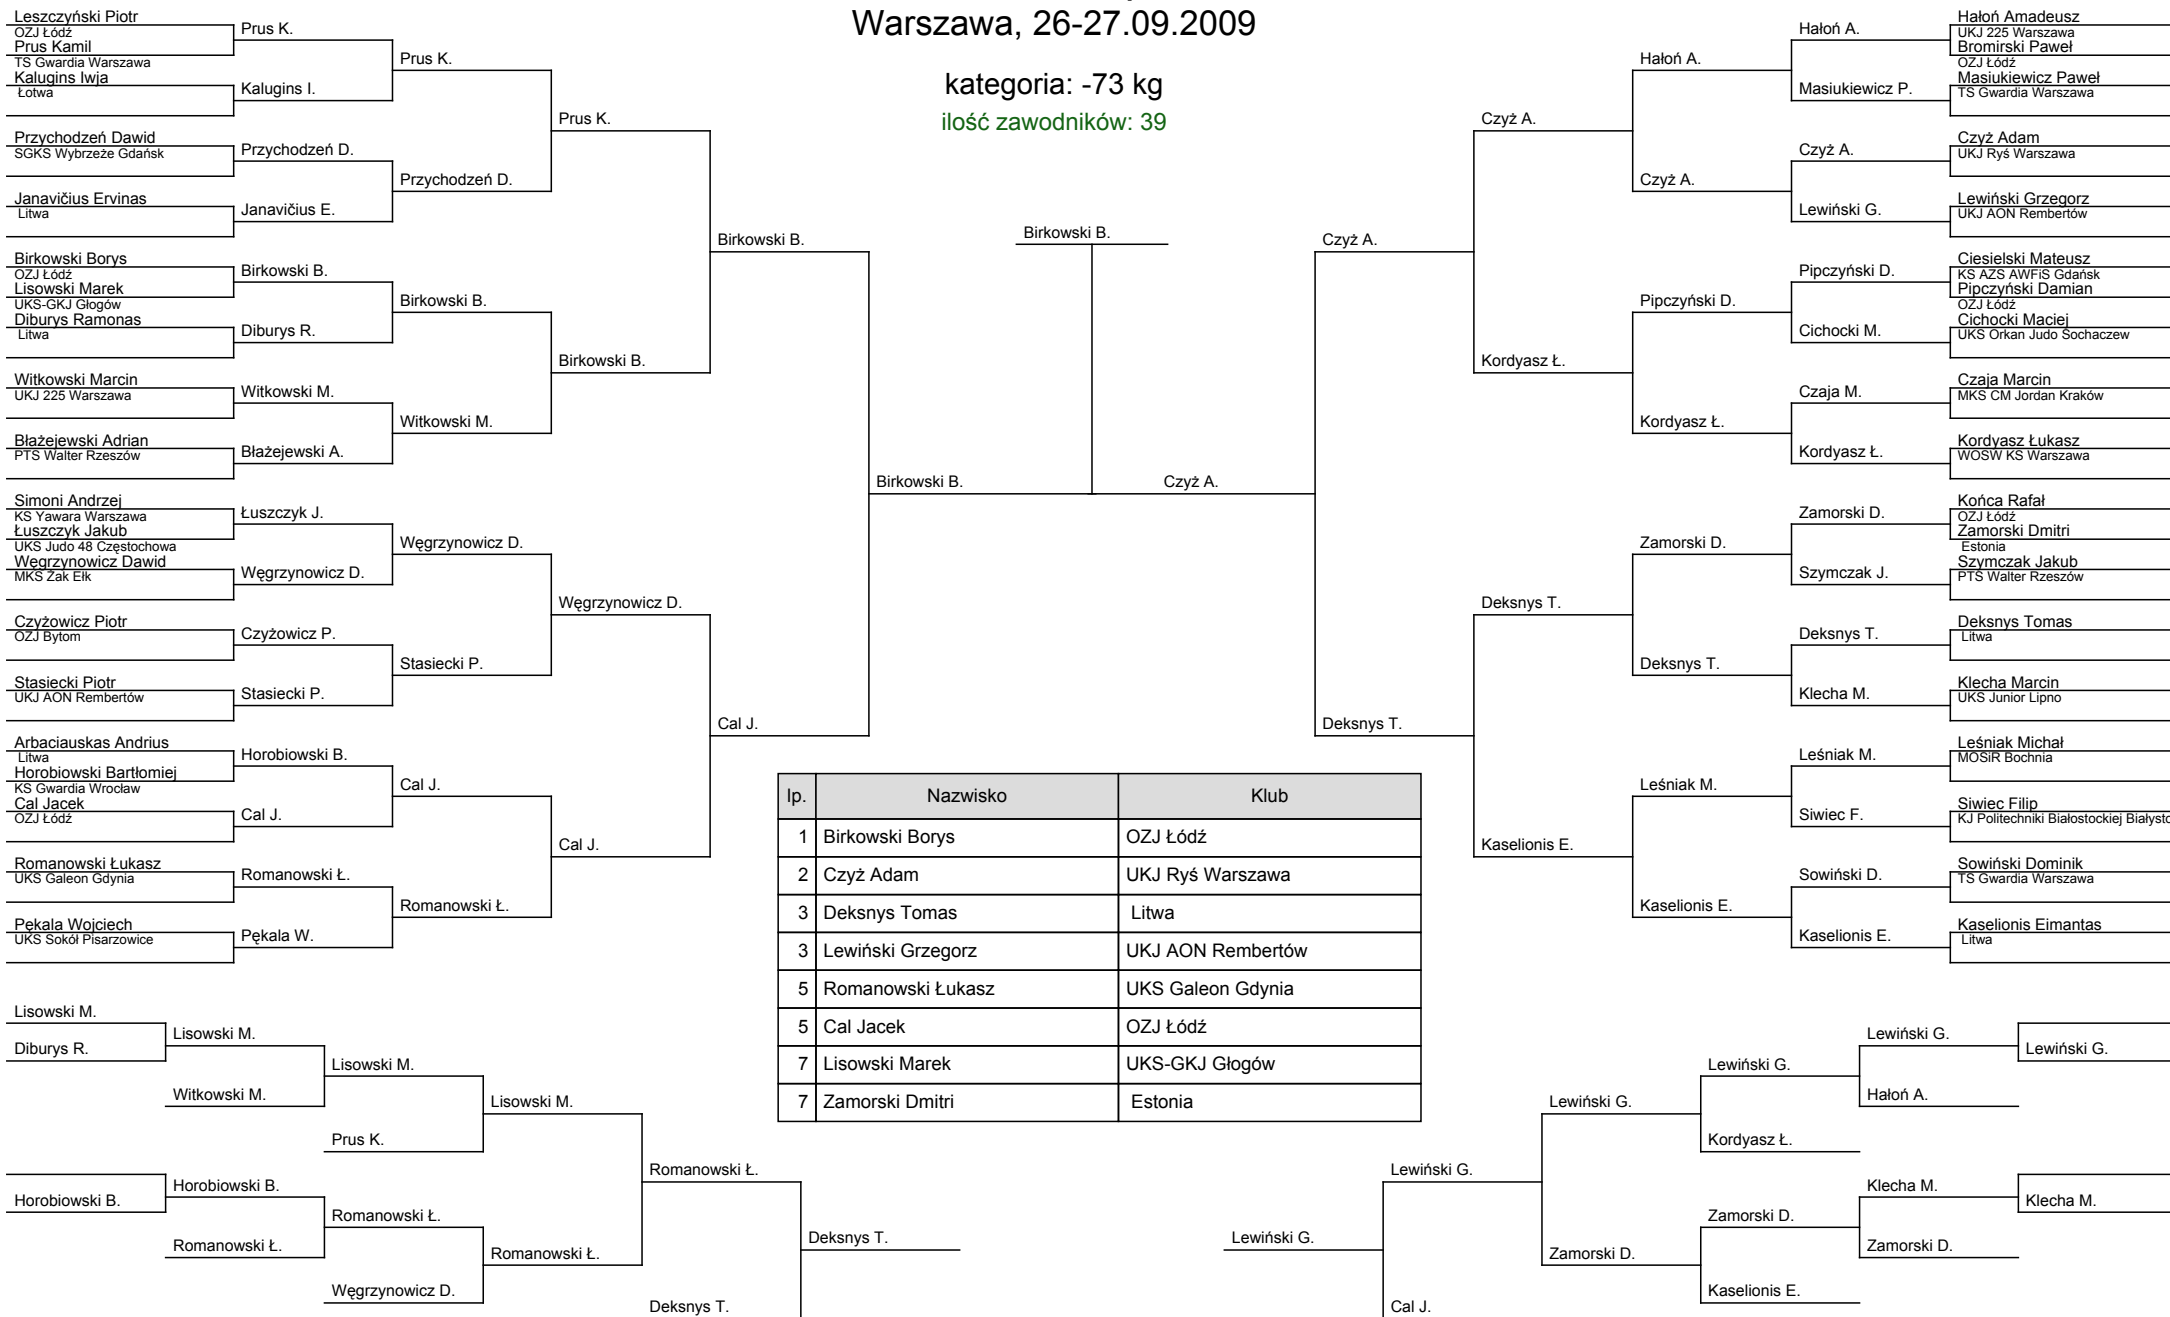 Warszawa, 26-27.09.2009
kategoria: -73 kg
ilość zawodników: 39
Leszczyński Piotr
OZJ Łódź
Prus Kamil
TS Gwardia Warszawa
Kalugins Iwja
Łotwa
Przychodzeń Dawid
SGKS Wybrzeże Gdańsk
Janavičius Ervinas
Litwa
Birkowski Borys
OZJ Łódź
Lisowski Marek
UKS-GKJ Głogów
Diburys Ramonas
Litwa
Witkowski Marcin
UKJ 225 Warszawa
Błażejewski Adrian
PTS Walter Rzeszów
Simoni Andrzej
KS Yawara Warszawa
Łuszczyk Jakub
UKS Judo 48 Częstochowa
Węgrzynowicz Dawid
MKS Żak Ełk
Czyżowicz Piotr
OZJ Bytom
Stasiecki Piotr
UKJ AON Rembertów
Arbaciauskas Andrius
Litwa
Horobiowski Bartłomiej
KS Gwardia Wrocław
Cal Jacek
OZJ Łódź
Romanowski Łukasz
UKS Galeon Gdynia
Pękala Wojciech
UKS Sokół Pisarzowice
Prus K.
Kalugins I.
Przychodzeń D.
Janavičius E.
Birkowski B.
Diburys R.
Witkowski M.
Błażejewski A.
Łuszczyk J.
Węgrzynowicz D.
Czyżowicz P.
Stasiecki P.
Horobiowski B.
Cal J.
Romanowski Ł.
Pękala W.
Prus K.
Przychodzeń D.
Birkowski B.
Witkowski M.
Węgrzynowicz D.
Stasiecki P.
Cal J.
Romanowski Ł.
Prus K.
Birkowski B.
Węgrzynowicz D.
Cal J.
Birkowski B.
Cal J.
Birkowski B.
Birkowski B.
Czyż A.
Czyż A.
Deksnys T.
Czyż A.
Kordyasz Ł.
Deksnys T.
Kaselionis E.
Hałoń A.
Czyż A.
Pipczyński D.
Kordyasz Ł.
Zamorski D.
Deksnys T.
Leśniak M.
Kaselionis E.
Hałoń A.
Masiukiewicz P.
Czyż A.
Lewiński G.
Pipczyński D.
Cichocki M.
Czaja M.
Kordyasz Ł.
Zamorski D.
Szymczak J.
Deksnys T.
Klecha M.
Leśniak M.
Siwiec F.
Sowiński D.
Kaselionis E.
Hałoń Amadeusz
UKJ 225 Warszawa
Bromirski Paweł
OZJ Łódź
Masiukiewicz Paweł
TS Gwardia Warszawa
Czyż Adam
UKJ Ryś Warszawa
Lewiński Grzegorz
UKJ AON Rembertów
Ciesielski Mateusz
KS AZS AWFiS Gdańsk
Pipczyński Damian
OZJ Łódź
Cichocki Maciej
UKS Orkan Judo Sochaczew
Czaja Marcin
MKS CM Jordan Kraków
Kordyasz Łukasz
WOSW KS Warszawa
Końca Rafał
OZJ Łódź
Zamorski Dmitri
Estonia
Szymczak Jakub
PTS Walter Rzeszów
Deksnys Tomas
Litwa
Klecha Marcin
UKS Junior Lipno
Leśniak Michał
MOSiR Bochnia
Siwiec Filip
KJ Politechniki Białostockiej Białysto
Sowiński Dominik
TS Gwardia Warszawa
Kaselionis Eimantas
Litwa
lp. Nazwisko Klub
1 Birkowski Borys OZJ Łódź
2 Czyż Adam UKJ Ryś Warszawa
3 Deksnys Tomas Litwa
3 Lewiński Grzegorz UKJ AON Rembertów
5 Romanowski Łukasz UKS Galeon Gdynia
5 Cal Jacek OZJ Łódź
7 Lisowski Marek UKS-GKJ Głogów
7 Zamorski Dmitri Estonia
Lisowski M.
Diburys R.
Horobiowski B.
Lisowski M.
Witkowski M.
Horobiowski B.
Romanowski Ł.
Lisowski M.
Prus K.
Romanowski Ł.
Węgrzynowicz D.
Lisowski M.
Romanowski Ł.
Romanowski Ł.
Deksnys T.
Deksnys T.
Lewiński G.
Lewiński G.
Cal J.
Lewiński G.
Zamorski D.
Lewiński G.
Kordyasz Ł.
Zamorski D.
Kaselionis E.
Lewiński G.
Hałoń A.
Klecha M.
Zamorski D.
Lewiński G.
Klecha M.